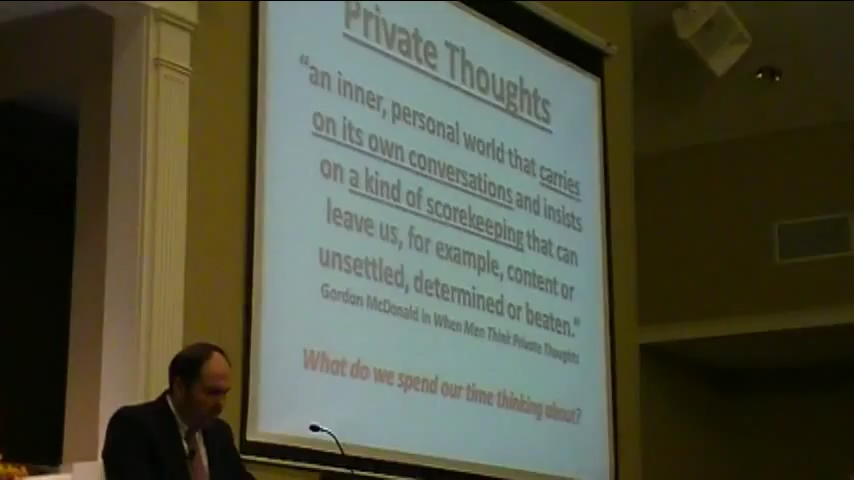 Private Thoughts
“an inner, personal world that carries
on its own conversations and insists
on a kind of scorekeeping that can
leave us, for example, content or
unsettled, determined or beaten.”
Gordon McDonald in When Men Think Private Thoughts
What do we spend our time thinking about?